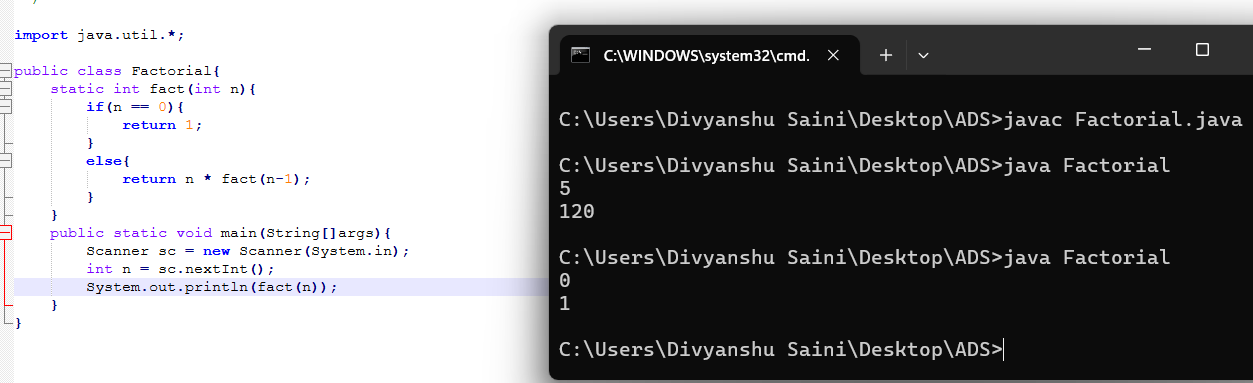 import java.util.*;
public class Factorial{
static int fact(int n){
if(n == 0){
return 1;
}
else{
return n * fact(n-1);
}
}
public static void main(String[]args){
Scanner sc = new Scanner(System.in);
int n = sc.nextInt();
System.out.println(fact(n));
}
}
C:\WINDOWS\system32\cmd.
C:\Users\Divyanshu Saini\Desktop\ADS>javac Factorial.java
C:\Users\Divyanshu Saini\Desktop\ADS>java Factorial
5
120
C:\Users\Divyanshu Saini\Desktop\ADS>java Factorial
0
1
C:\Users\Divyanshu Saini\Desktop\ADS>